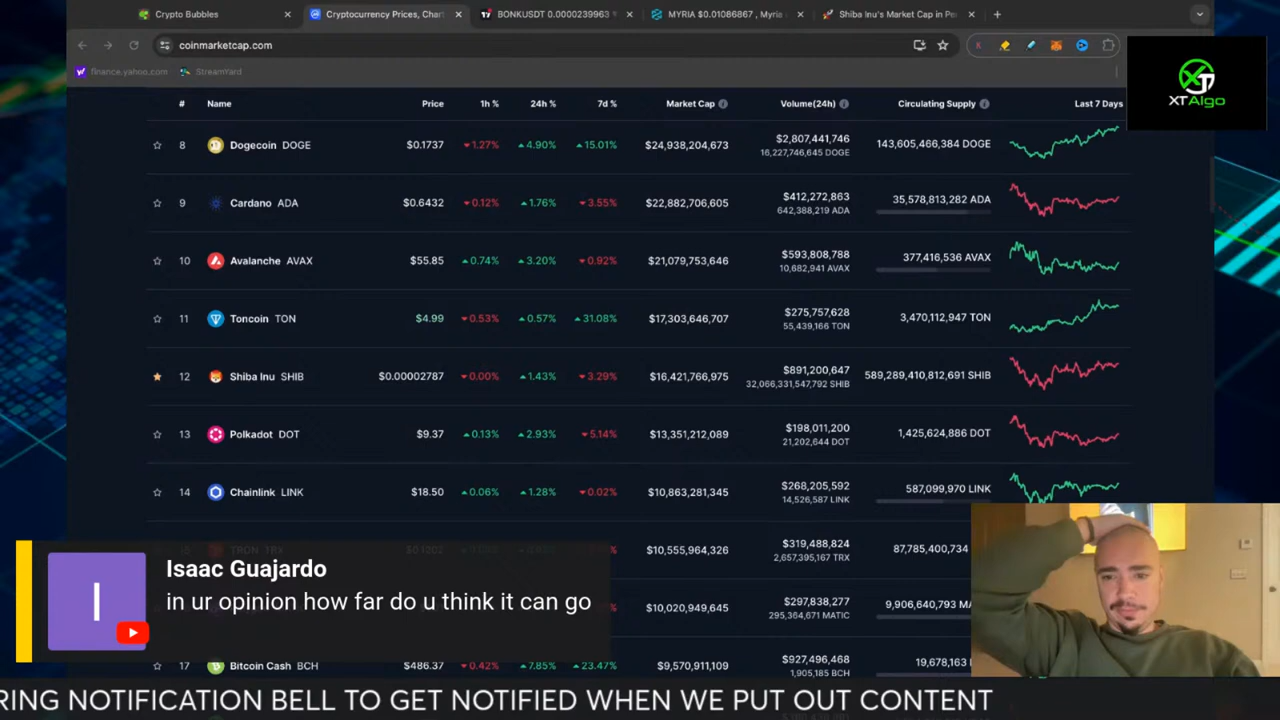 Crypto Bubbles
Cryptocurrency Prices, Char
BONKUSDT 0.0000239963
MYRIA $0.01086867 , Myria
Shiba Inu's Market Cap in Pe
coinmarketcap.com
finance.yahoo.com StreamYard
XTAlgo
# Name Price 1h % 24h % 7d % Market Cap Volume(24h) Circulating Supply Last 7 Days
8 Dogecoin DOGE $0.1737 1.27% 4.90% 15.01% $24,938,204,673 $2,807,441,746 143,605,466,384 DOGE
16,227,746,645 DOGE
9 Cardano ADA $0.6432 0.12% 1.76% 3.55% $22,882,706,605 $412,272,863 35,578,813,282 ADA
642,388,219 ADA
10 Avalanche AVAX $55.85 0.74% 3.20% 0.92% $21,079,753,646 $593,808,788 377,416,536 AVAX
10,682,941 AVAX
11 Toncoin TON $4.99 0.53% 0.57% 31.08% $17,303,646,707 $275,757,628 3,470,112,947 TON
55,439,166 TON
12 Shiba Inu SHIB $0.00002787 0.00% 1.43% 3.29% $16,421,766,975 $891,200,647 589,289,410,812,691 SHIB
32,066,331,547,792 SHIB
13 Polkadot DOT $9.37 0.13% 2.93% 5.14% $13,351,212,089 $198,011,200 1,425,624,886 DOT
21,202,644 DOT
14 Chainlink LINK $18.50 0.06% 1.28% 0.02% $10,863,281,345 $268,205,592 587,099,970 LINK
14,526,587 LINK
TRON TRX $10,555,964,326 $319,488,824 87,785,400,734
2,657,395,167 TRX
$10,020,949,645 $297,838,277 9,906,640,793 MA
295,364,671 MATIC
17 Bitcoin Cash BCH $486.37 0.42% 7.85% 23.47% $9,570,911,109 $927,496,468 19,678,163
1,905,185 BCH
I
Isaac Guajardo
in ur opinion how far do u think it can go
RING NOTIFICATION BELL TO GET NOTIFIED WHEN WE PUT OUT CONTENT